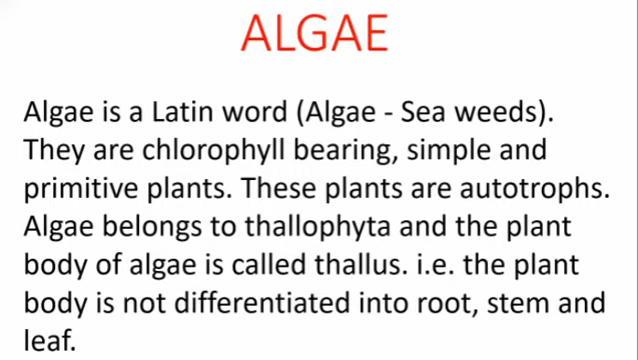 ALGAE
Algae is a Latin word (Algae - Sea weeds).
They are chlorophyll bearing, simple and
primitive plants. These plants are autotrophs.
Algae belongs to thallophyta and the plant
body of algae is called thallus. i.e. the plant
body is not differentiated into root, stem and
leaf.